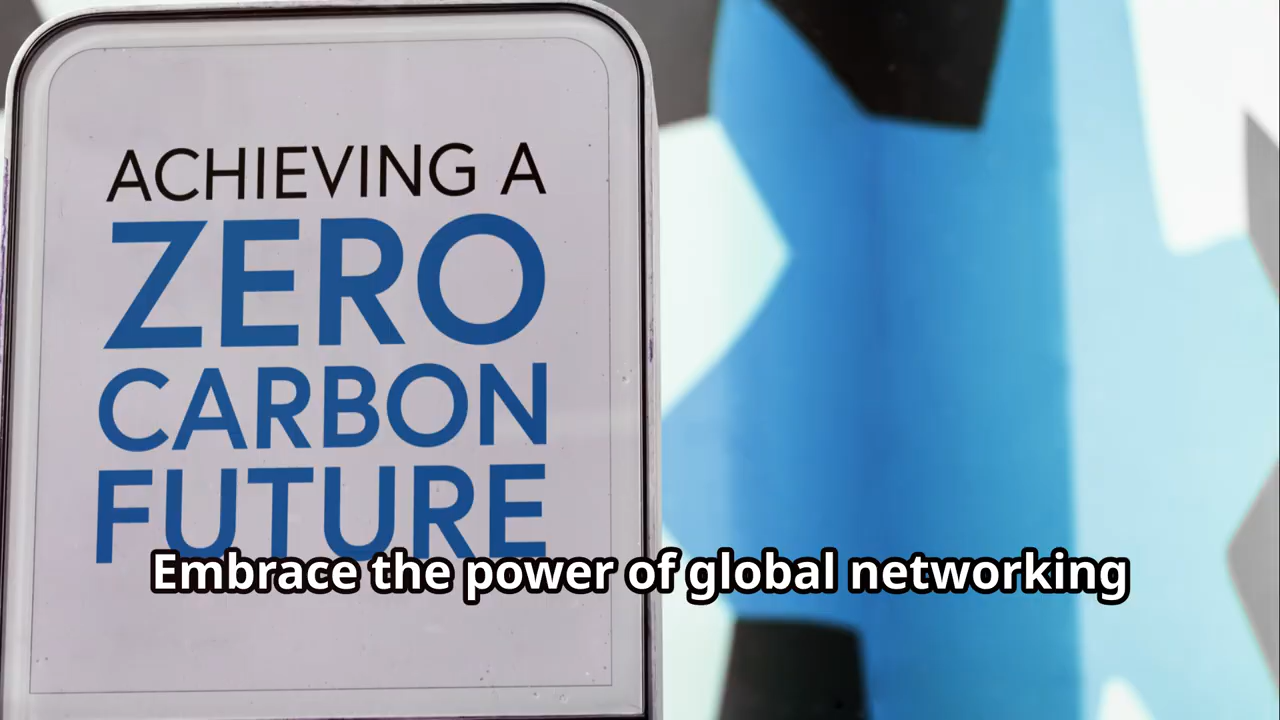 ACHIEVING A
ZERO
CARBON
FUTURE
Embrace the power of global networking